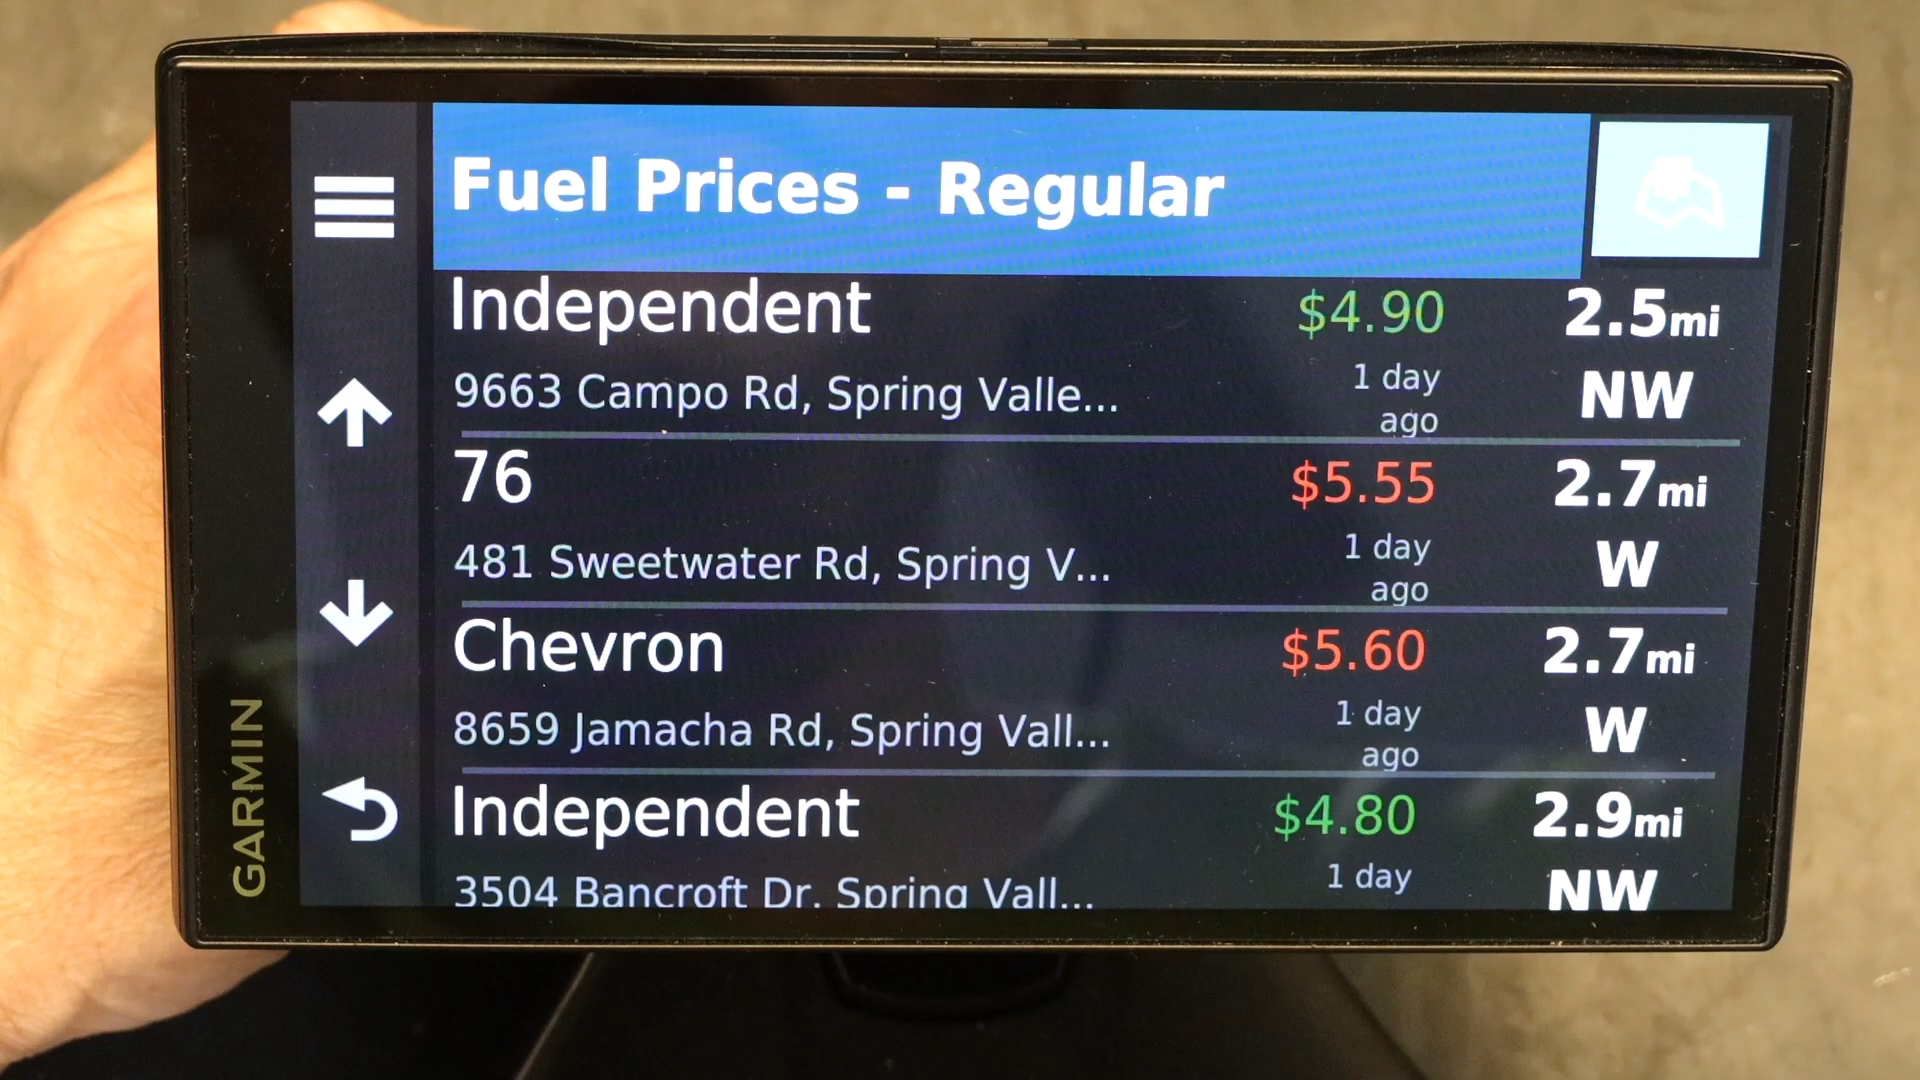 Fuel Prices - Regular
Independent $4.90 2.5mi
9663 Campo Rd, Spring Valle... 1 day ago NW
76 $5.55 2.7mi
481 Sweetwater Rd, Spring V... 1 day ago W
Chevron $5.60 2.7mi
8659 Jamacha Rd, Spring Vall... 1 day ago W
Independent $4.80 2.9mi
3504 Bancroft Dr, Spring Vall... 1 day NW
GARMIN